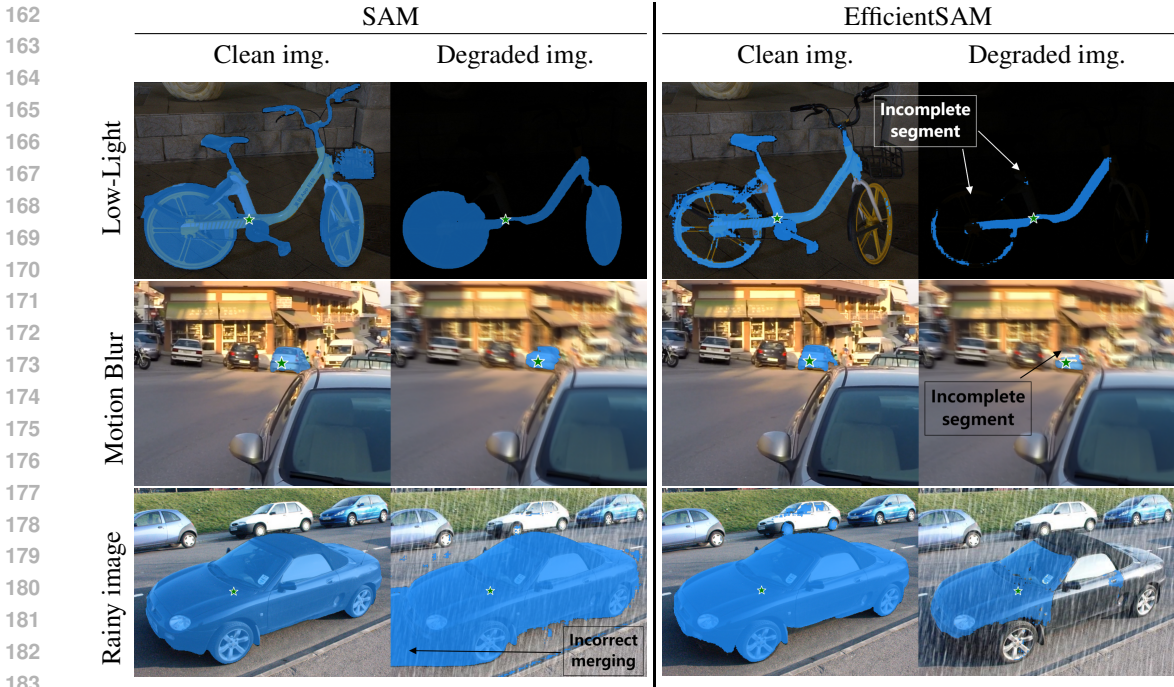 SAM
EfficientSAM
Clean img.
Degraded img.
Clean img.
Degraded img.
162
163
164
165
166
167
168
169
170
171
172
173
174
175
176
177
178
179
180
181
182
183
Low-Light
Incomplete
segment
Motion Blur
Incomplete
segment
Rainy image
Incorrect
merging